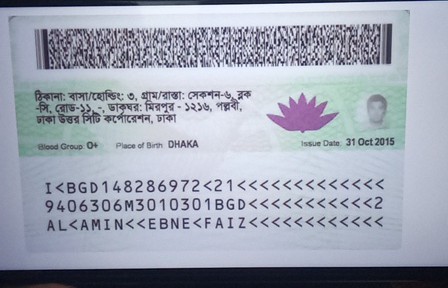 ঠিকানা: বাসা/হোল্ডিং: ৩, গ্রাম/রাস্তা: সেকশন-৬, ব্লক
-সি, রোড-১১, -, ডাকঘর: মিরপুর - ১২১৬, পল্লবী,
ঢাকা উত্তর সিটি কর্পোরেশন, ঢাকা
Blood Group: O+ Place of Birth: DHAKA Issue Date: 31 Oct 2015
I<BGD148286972<21<<<<<<<<<<<<<
9406306M3010301BGD<<<<<<<<<<<2
AL<AMIN<<EBNE<FAIZ<<<<<<<<<<<<